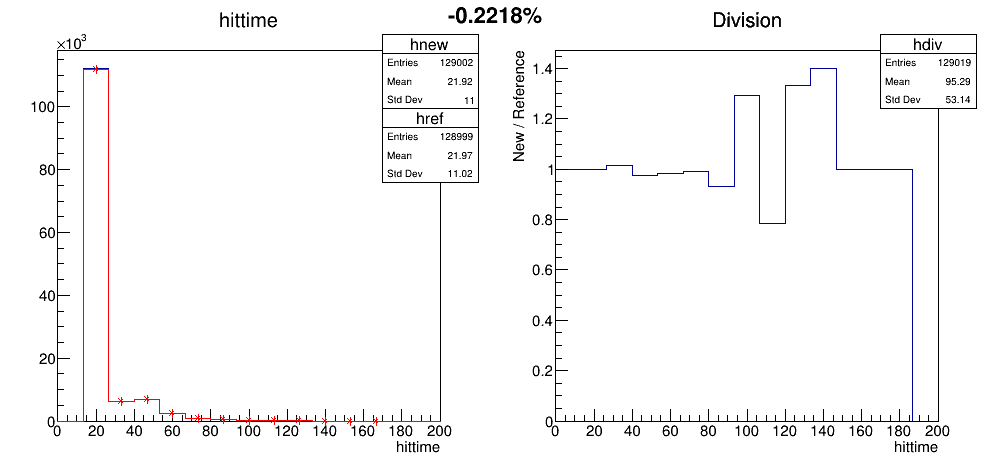 -0.2218%
hittime
×10³
hnew
Entries 129002
Mean 21.92
Std Dev 11
href
Entries 128999
Mean 21.97
Std Dev 11.02
100
80
60
40
20
0
0 20 40 60 80 100 120 140 160 180 200
hittime
Division
hdiv
Entries 129019
Mean 95.29
Std Dev 53.14
New / Reference
1.4
1.2
1
0.8
0.6
0.4
0.2
0
0 20 40 60 80 100 120 140 160 180 200
hittime